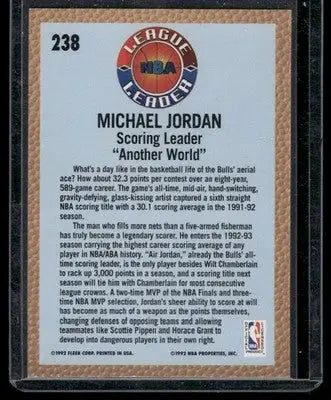 238
LEAGUE
NBA
LEADER
MICHAEL JORDAN
Scoring Leader
“Another World”
What's a day like in the basketball life of the Bulls' aerial
ace? How about 32.3 points per contest over an eight-year,
589-game career. The game's all-time, mid-air, hand-switching,
gravity-defying, glass-kissing artist captured a sixth straight
NBA scoring title with a 30.1 scoring average in the 1991-92
season.
The man who fills more nets than a five-armed fisherman
has truly become a legendary scorer. He enters the 1992-93
season carrying the highest career scoring average of any
player in NBA/ABA history. “Air Jordan,” already the Bulls' all-
time scoring leader, is the only player besides Wilt Chamberlain
to rack up 3,000 points in a season, and a scoring title next
season will tie him with Chamberlain for most consecutive
league crowns. A two-time MVP of the NBA Finals and three-
time NBA MVP selection, Jordan's sheer ability to score at will
has become as much of a weapon as the points themselves,
changing defenses of opposing teams and allowing
teammates like Scottie Pippen and Horace Grant to
develop into dangerous players in their own right.
©1992 FLEER CORP. PRINTED IN USA. ©1992 NBA PROPERTIES, INC.